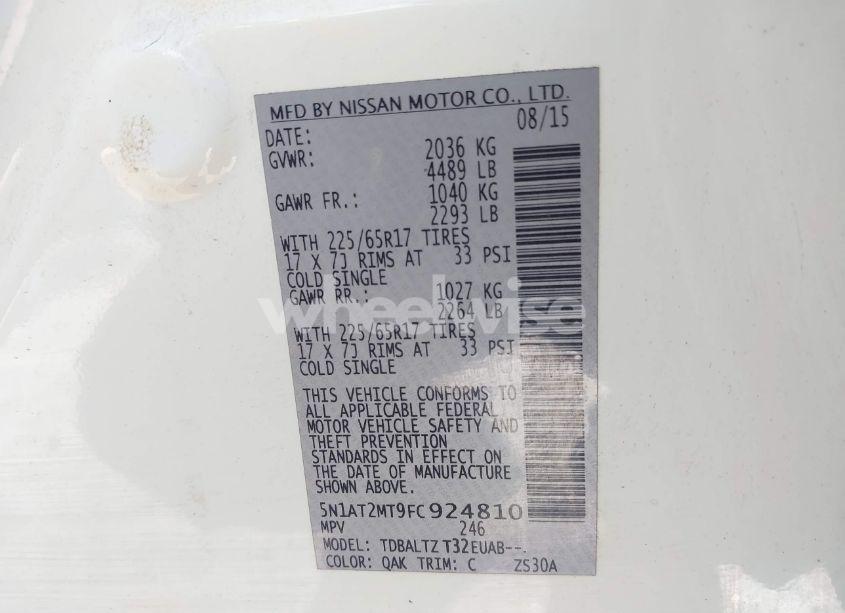 MFD BY NISSAN MOTOR CO., LTD.
DATE: 08/15
GVWR: 2036 KG
4489 LB
GAWR FR.: 1040 KG
2293 LB
WITH 225/65R17 TIRES
17 X 7J RIMS AT 33 PSI
COLD SINGLE
GAWR RR.: 1027 KG
2264 LB
WITH 225/65R17 TIRES
17 X 7J RIMS AT 33 PSI
COLD SINGLE
THIS VEHICLE CONFORMS TO
ALL APPLICABLE FEDERAL
MOTOR VEHICLE SAFETY AND
THEFT PREVENTION
STANDARDS IN EFFECT ON
THE DATE OF MANUFACTURE
SHOWN ABOVE.
5N1AT2MT9FC924810
MPV 246
MODEL: TDBALTZ T32EUAB--.
COLOR: QAK TRIM: C ZS30A
wheelwise